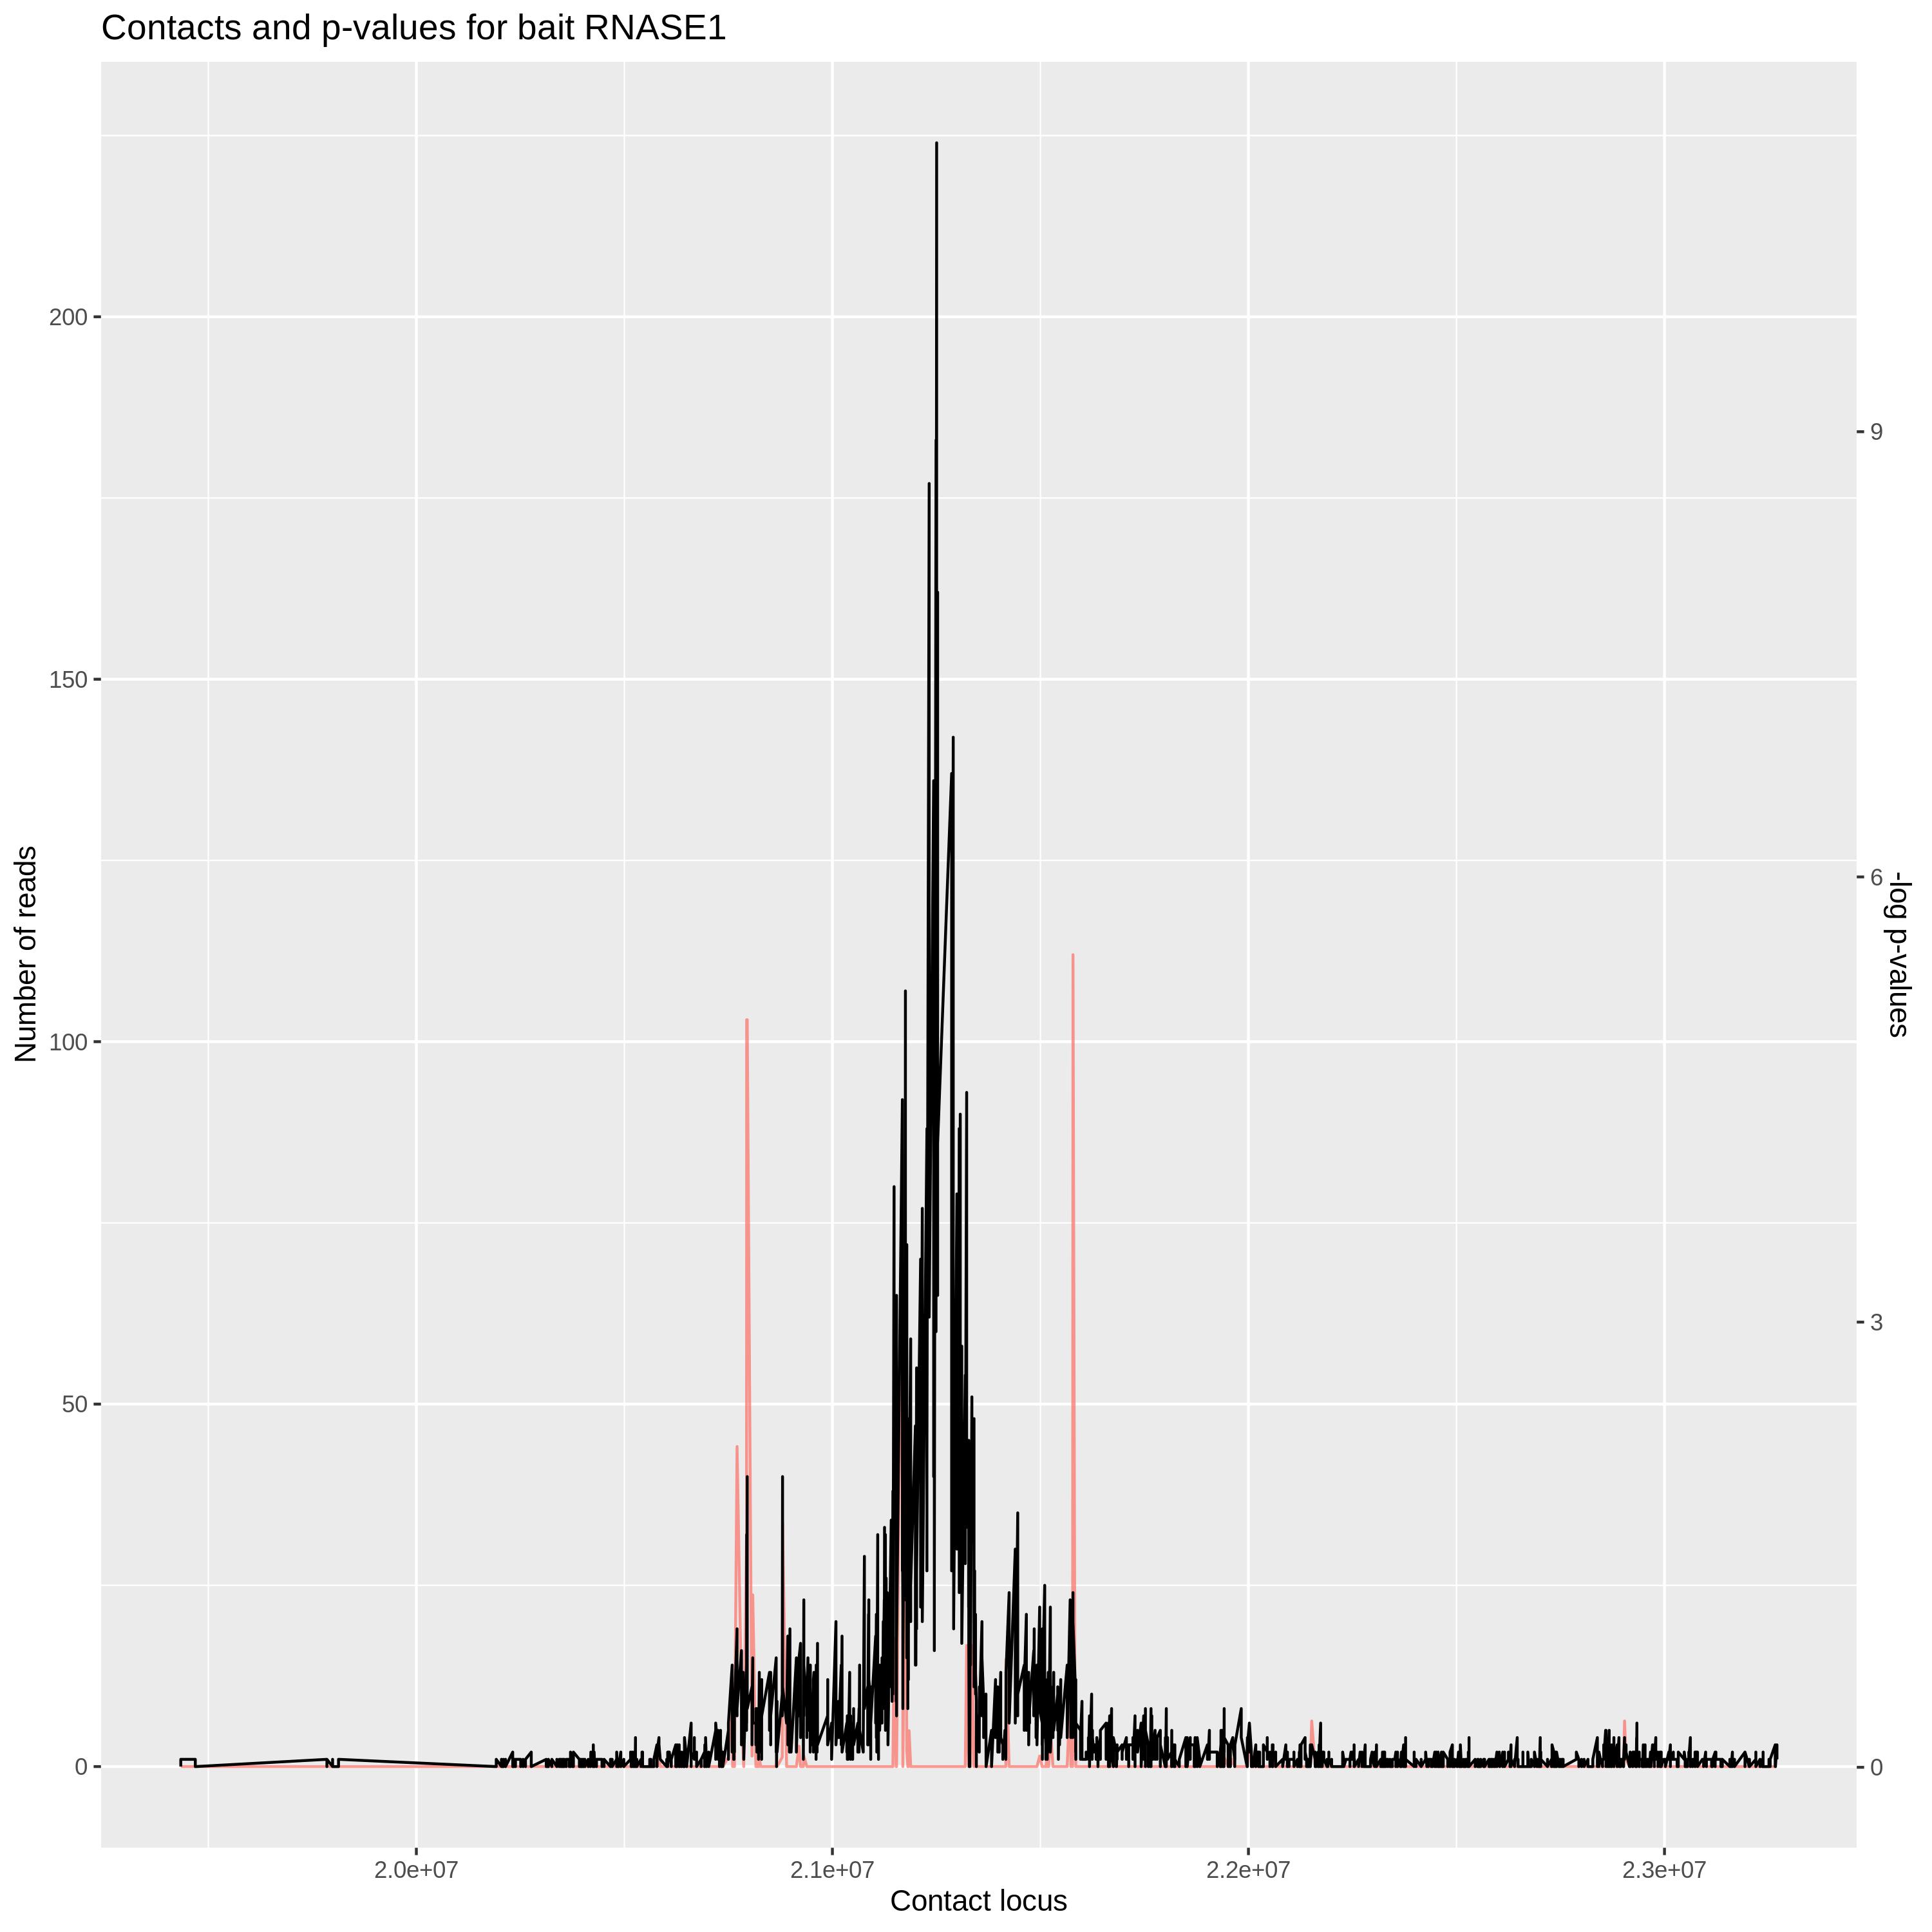 Contacts and p-values for bait RNASE1
Number of reads
200
150
100
50
0
9
6
3
0
-log p-values
2.0e+07 2.1e+07 2.2e+07 2.3e+07
Contact locus